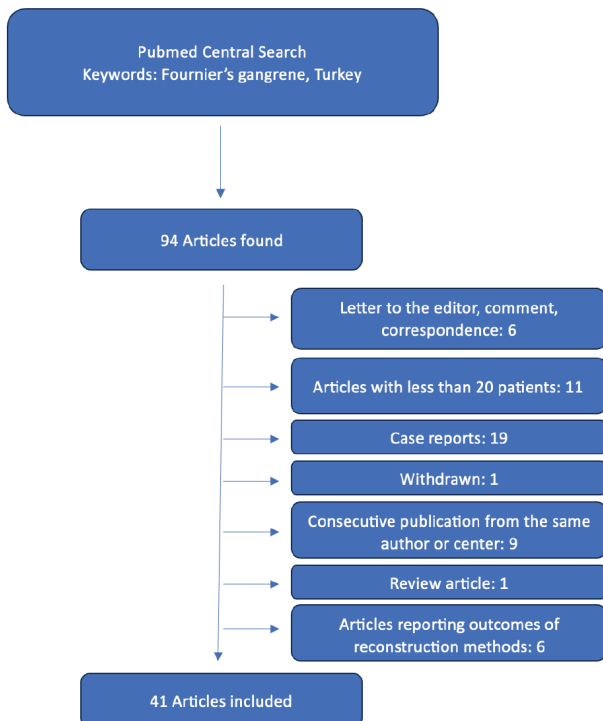 Pubmed Central Search
Keywords: Fournier’s gangrene, Turkey
94 Articles found
Letter to the editor, comment,
correspondence: 6
Articles with less than 20 patients: 11
Case reports: 19
Withdrawn: 1
Consecutive publication from the same
author or center: 9
Review article: 1
Articles reporting outcomes of
reconstruction methods: 6
41 Articles included